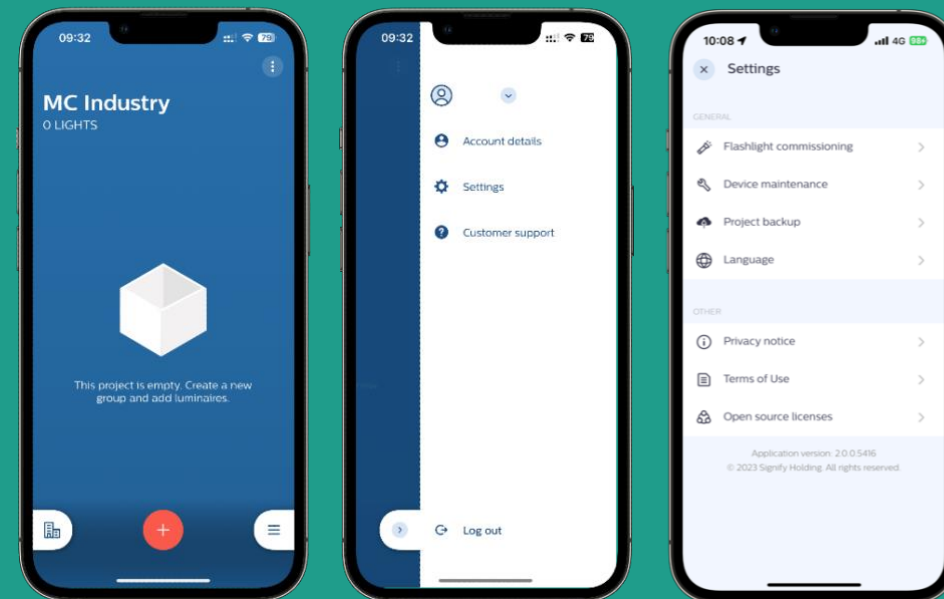 09:32
79
MC Industry
0 LIGHTS
This project is empty. Create a new
group and add luminaires.
09:32
79
Account details
Settings
Customer support
Log out
10:08
4G 98+
Settings
GENERAL
Flashlight commissioning
Device maintenance
Project backup
Language
OTHER
Privacy notice
Terms of Use
Open source licenses
Application version 2.0.0.5416
© 2023 Signify Holding. All rights reserved.